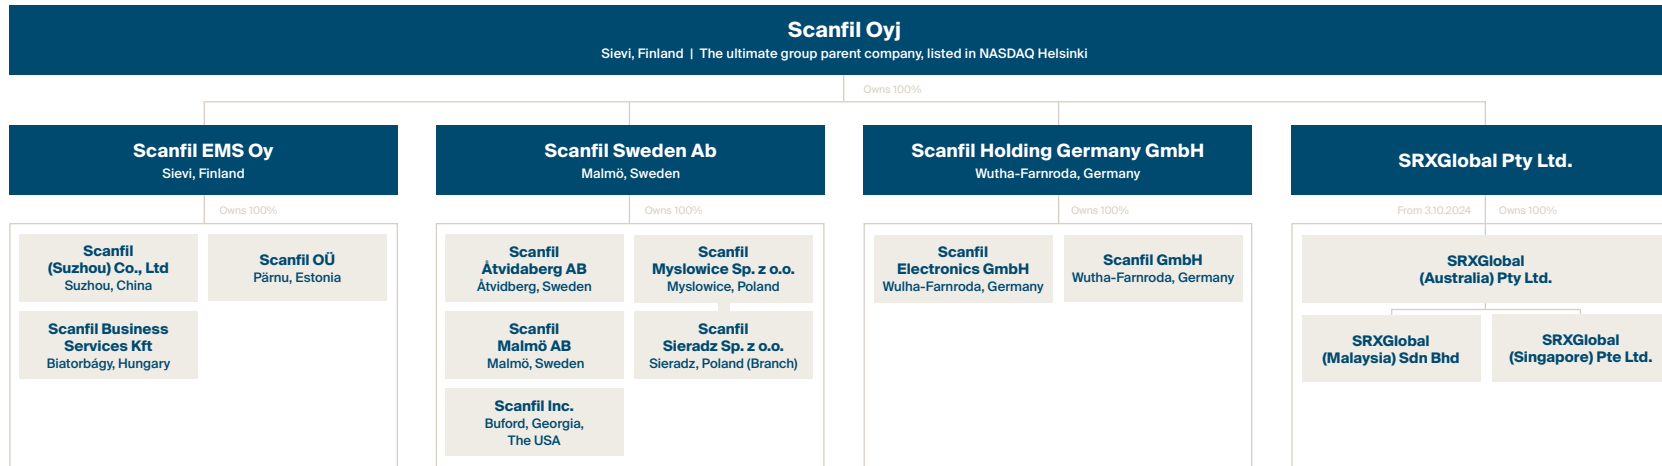 Scanfil Oyj
Sievi, Finland | The ultimate group parent company, listed in NASDAQ Helsinki
Owns 100%
Scanfil EMS Oy
Sievi, Finland
Scanfil Sweden Ab
Malmö, Sweden
Scanfil Holding Germany GmbH
Wutha-Farnroda, Germany
SRXGlobal Pty Ltd.
Owns 100%
Owns 100%
Owns 100%
From 3.10.2024
Owns 100%
Scanfil
(Suzhou) Co., Ltd
Suzhou, China
Scanfil OÜ
Pärnu, Estonia
Scanfil Business
Services Kft
Biatorbágy, Hungary
Scanfil
Åtvidaberg AB
Åtvidberg, Sweden
Scanfil
Myslowice Sp. z o.o.
Myslowice, Poland
Scanfil
Malmö AB
Malmö, Sweden
Scanfil
Sieradz Sp. z o.o.
Sieradz, Poland (Branch)
Scanfil Inc.
Buford, Georgia,
The USA
Scanfil
Electronics GmbH
Wulha-Farnroda, Germany
Scanfil GmbH
Wutha-Farnroda, Germany
SRXGlobal
(Australia) Pty Ltd.
SRXGlobal
(Malaysia) Sdn Bhd
SRXGlobal
(Singapore) Pte Ltd.